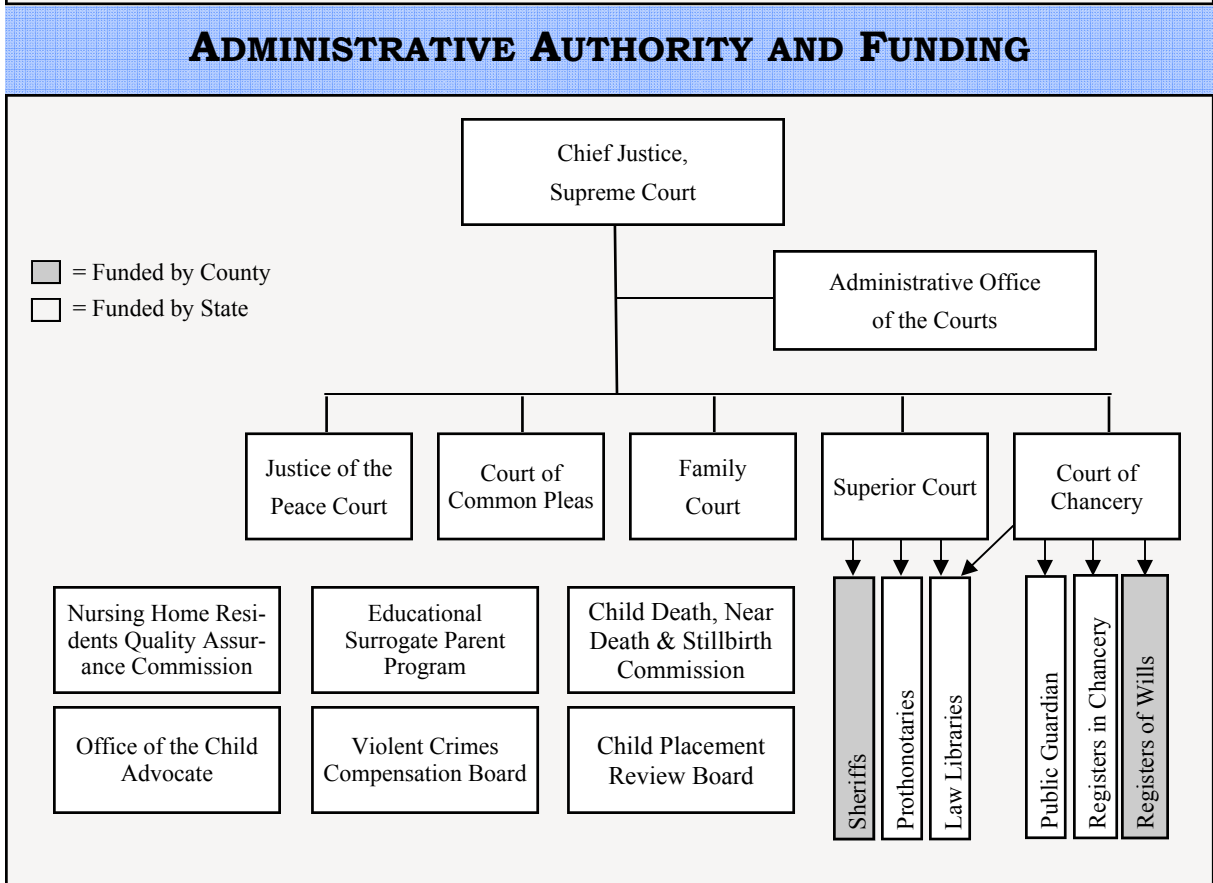 ADMINISTRATIVE AUTHORITY AND FUNDING
Chief Justice,
Supreme Court
= Funded by County
= Funded by State
Administrative Office
of the Courts
Justice of the
Peace Court
Court of
Common Pleas
Family
Court
Superior Court
Court of
Chancery
Nursing Home Resi-
dents Quality Assur-
ance Commission
Educational
Surrogate Parent
Program
Child Death, Near
Death & Stillbirth
Commission
Office of the Child
Advocate
Violent Crimes
Compensation Board
Child Placement
Review Board
Sheriffs
Prothonotaries
Law Libraries
Public Guardian
Registers in Chancery
Registers of Wills